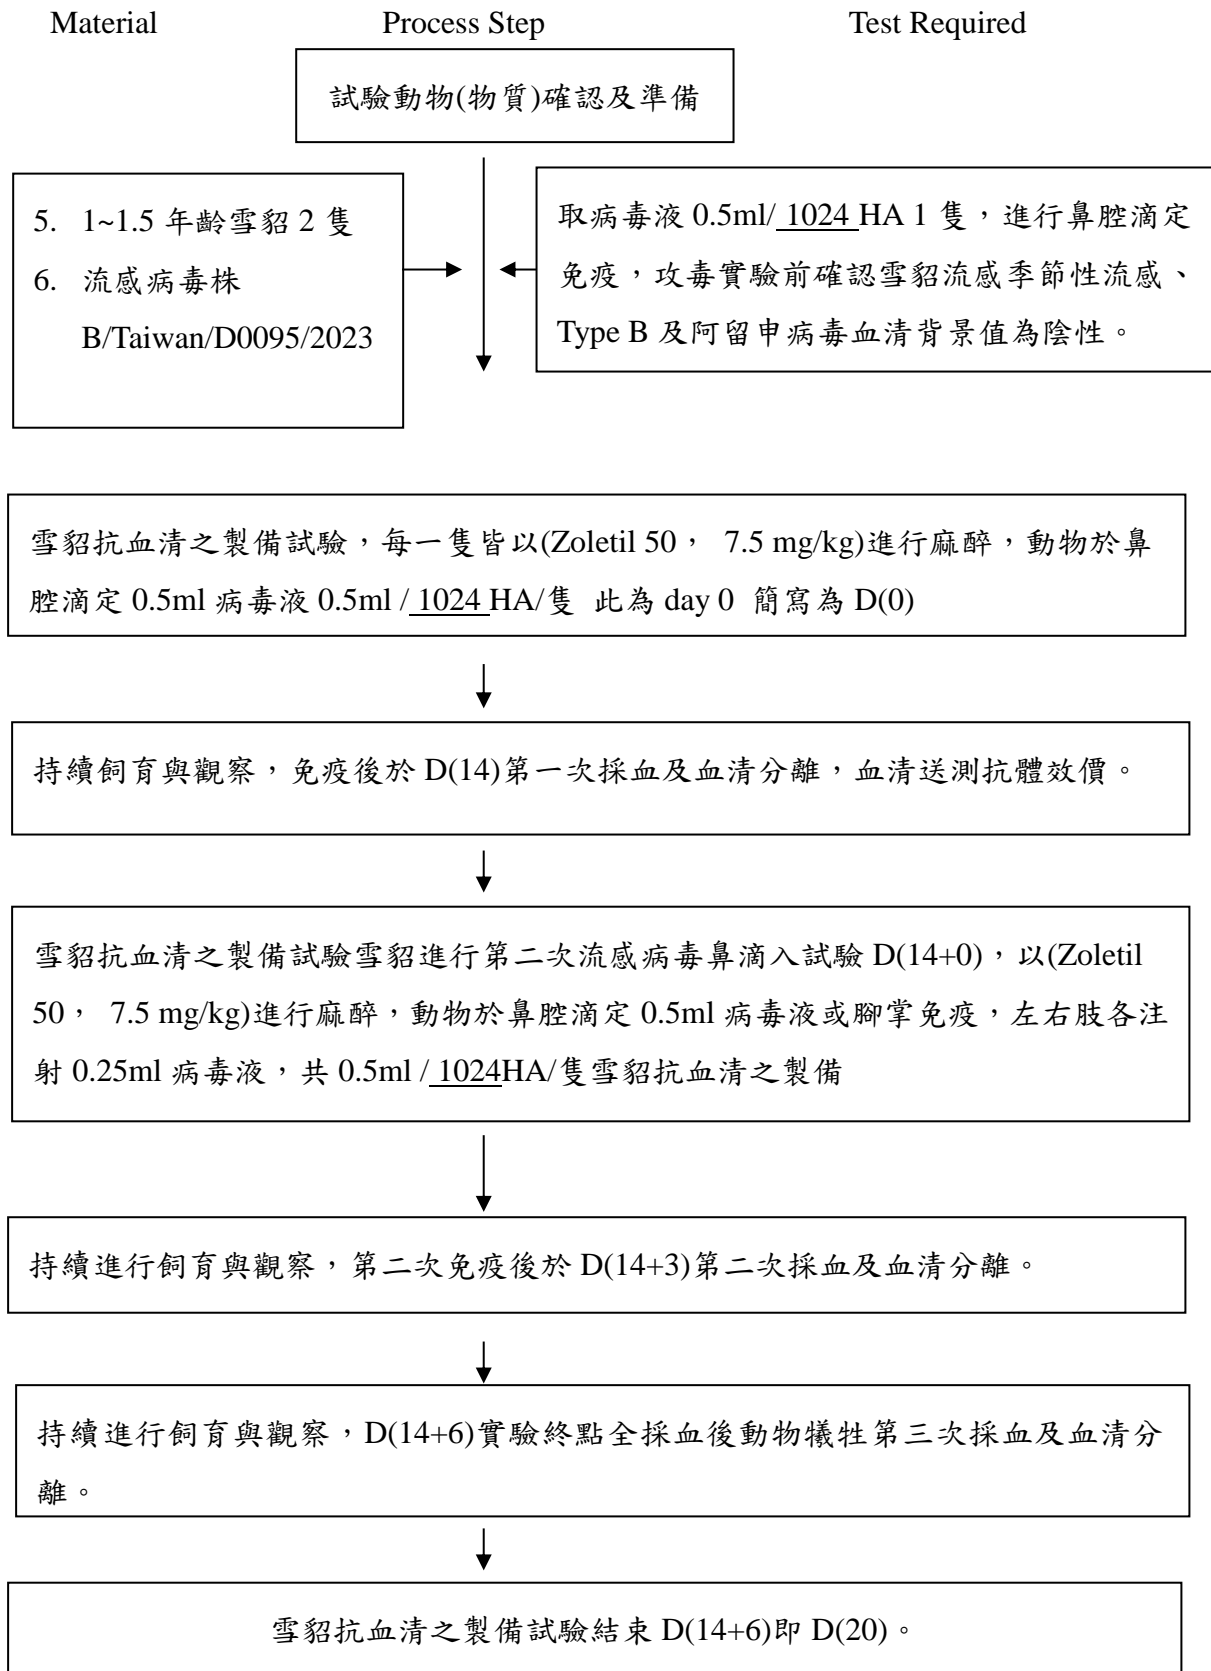 Material Process Step Test Required
試驗動物(物質)確認及準備
5. 1~1.5 年齡雪貂 2 隻
6. 流感病毒株
B/Taiwan/D0095/2023
取病毒液 0.5ml/ 1024 HA 1 隻，進行鼻腔滴定
免疫，攻毒實驗前確認雪貂流感季節性流感、
Type B 及阿留申病毒血清背景值為陰性。
雪貂抗血清之製備試驗，每一隻皆以(Zoletil 50， 7.5 mg/kg)進行麻醉，動物於鼻
腔滴定 0.5ml 病毒液 0.5ml / 1024 HA/隻 此為 day 0 簡寫為 D(0)
持續飼育與觀察，免疫後於 D(14)第一次採血及血清分離，血清送測抗體效價。
雪貂抗血清之製備試驗雪貂進行第二次流感病毒鼻滴入試驗 D(14+0)，以(Zoletil
50， 7.5 mg/kg)進行麻醉，動物於鼻腔滴定 0.5ml 病毒液或腳掌免疫，左右肢各注
射 0.25ml 病毒液，共 0.5ml / 1024HA/隻雪貂抗血清之製備
持續進行飼育與觀察，第二次免疫後於 D(14+3)第二次採血及血清分離。
持續進行飼育與觀察，D(14+6)實驗終點全採血後動物犧牲第三次採血及血清分
離。
雪貂抗血清之製備試驗結束 D(14+6)即 D(20)。